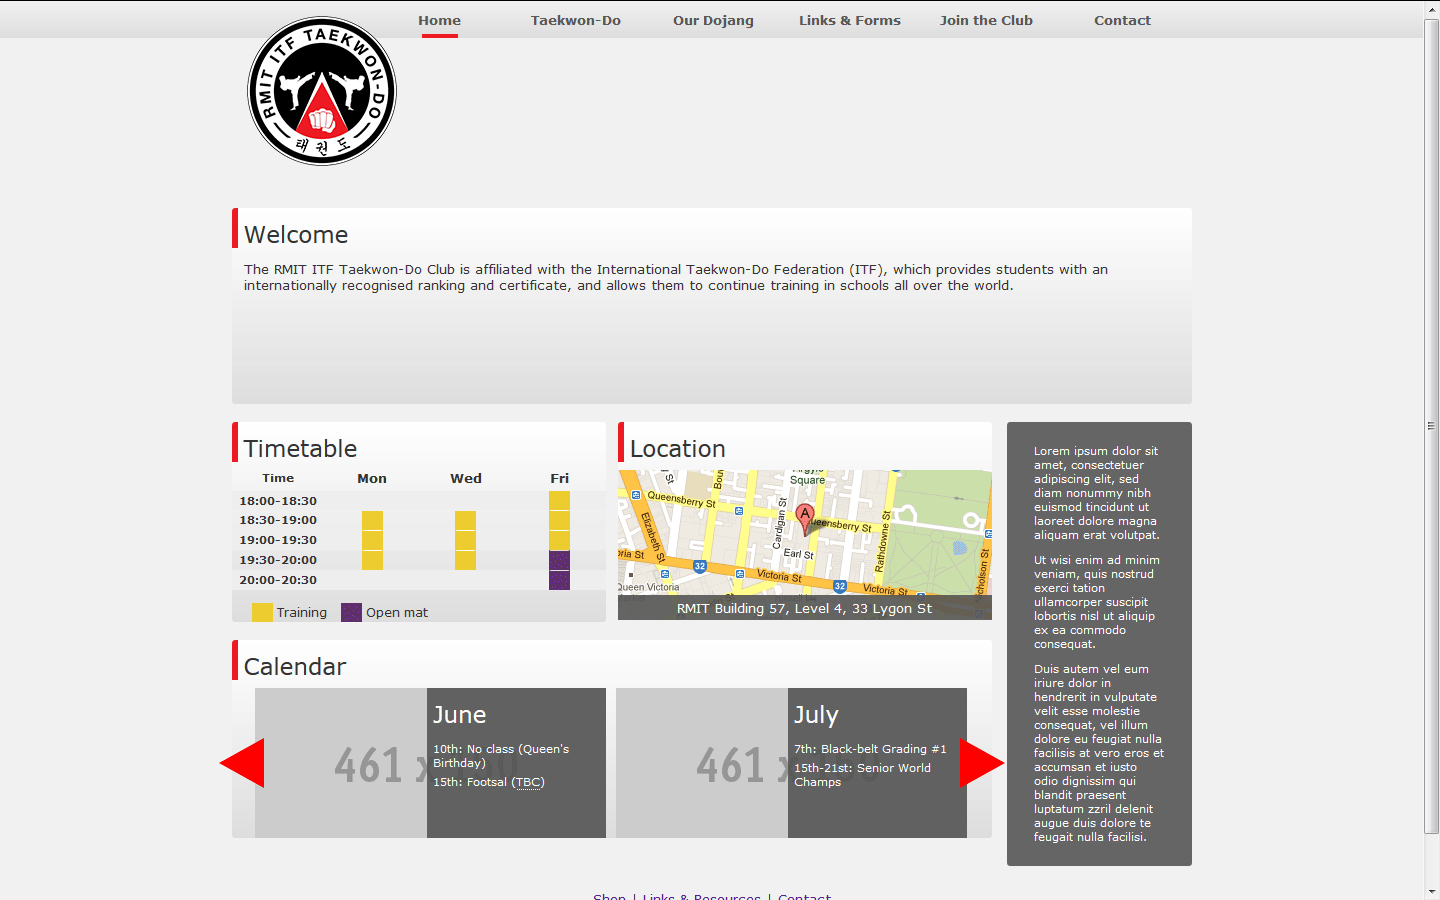 Home
Taekwon-Do
Our Dojang
Links & Forms
Join the Club
Contact
RMIT ITF TAEKWON-DO
태권도
Welcome
The RMIT ITF Taekwon-Do Club is affiliated with the International Taekwon-Do Federation (ITF), which provides students with an
internationally recognised ranking and certificate, and allows them to continue training in schools all over the world.
Timetable
Time Mon Wed Fri
18:00-18:30
18:30-19:00
19:00-19:30
19:30-20:00
20:00-20:30
Training
Open mat
Location
Square
Queensberry St
Elizabeth St
Cardigan St
A
Queensberry St
Rathdowne St
Earl St
32
Victoria St
32
Victoria St
Nicholson St
Queen Victoria
RMIT Building 57, Level 4, 33 Lygon St
Calendar
461 x
June
10th: No class (Queen's
Birthday)
15th: Footsal (TBC)
461 x
July
7th: Black-belt Grading #1
15th-21st: Senior World
Champs
Lorem ipsum dolor sit
amet, consectetuer
adipiscing elit, sed
diam nonummy nibh
euismod tincidunt ut
laoreet dolore magna
aliquam erat volutpat.
Ut wisi enim ad minim
veniam, quis nostrud
exerci tation
ullamcorper suscipit
lobortis nisl ut aliquip
ex ea commodo
consequat.
Duis autem vel eum
iriure dolor in
hendrerit in vulputate
velit esse molestie
consequat, vel illum
dolore eu feugiat nulla
facilisis at vero eros et
accumsan et iusto
odio dignissim qui
blandit praesent
luptatum zzril delenit
augue duis dolore te
feugait nulla facilisi.
Shop | Links & Resources | Contact